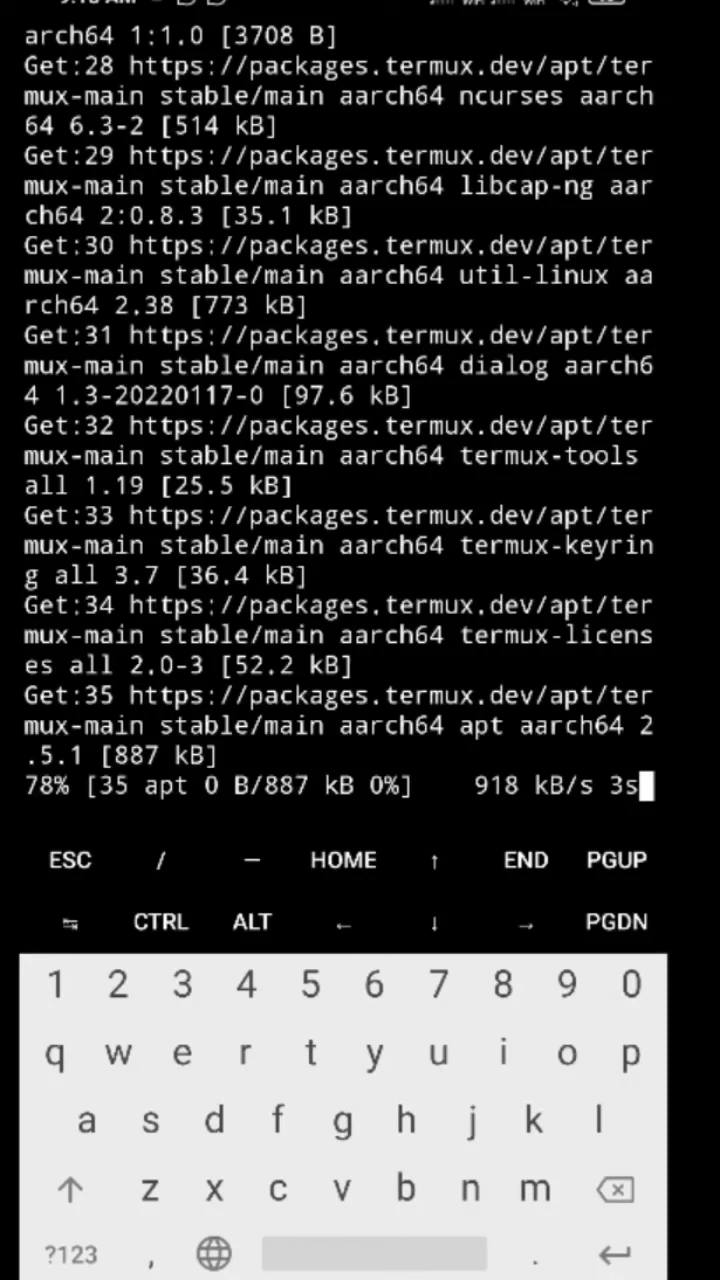 arch64 1:1.0 [3708 B]
Get:28 https://packages.termux.dev/apt/ter
mux-main stable/main aarch64 ncurses aarch
64 6.3-2 [514 kB]
Get:29 https://packages.termux.dev/apt/ter
mux-main stable/main aarch64 libcap-ng aar
ch64 2:0.8.3 [35.1 kB]
Get:30 https://packages.termux.dev/apt/ter
mux-main stable/main aarch64 util-linux aa
rch64 2.38 [773 kB]
Get:31 https://packages.termux.dev/apt/ter
mux-main stable/main aarch64 dialog aarch6
4 1.3-20220117-0 [97.6 kB]
Get:32 https://packages.termux.dev/apt/ter
mux-main stable/main aarch64 termux-tools
all 1.19 [25.5 kB]
Get:33 https://packages.termux.dev/apt/ter
mux-main stable/main aarch64 termux-keyrin
g all 3.7 [36.4 kB]
Get:34 https://packages.termux.dev/apt/ter
mux-main stable/main aarch64 termux-licens
es all 2.0-3 [52.2 kB]
Get:35 https://packages.termux.dev/apt/ter
mux-main stable/main aarch64 apt aarch64 2
.5.1 [887 kB]
78% [35 apt 0 B/887 kB 0%] 918 kB/s 3s
ESC / — HOME ↑ END PGUP
↹ CTRL ALT ← ↓ → PGDN
1 2 3 4 5 6 7 8 9 0
q w e r t y u i o p
a s d f g h j k l
z x c v b n m
?123 , .